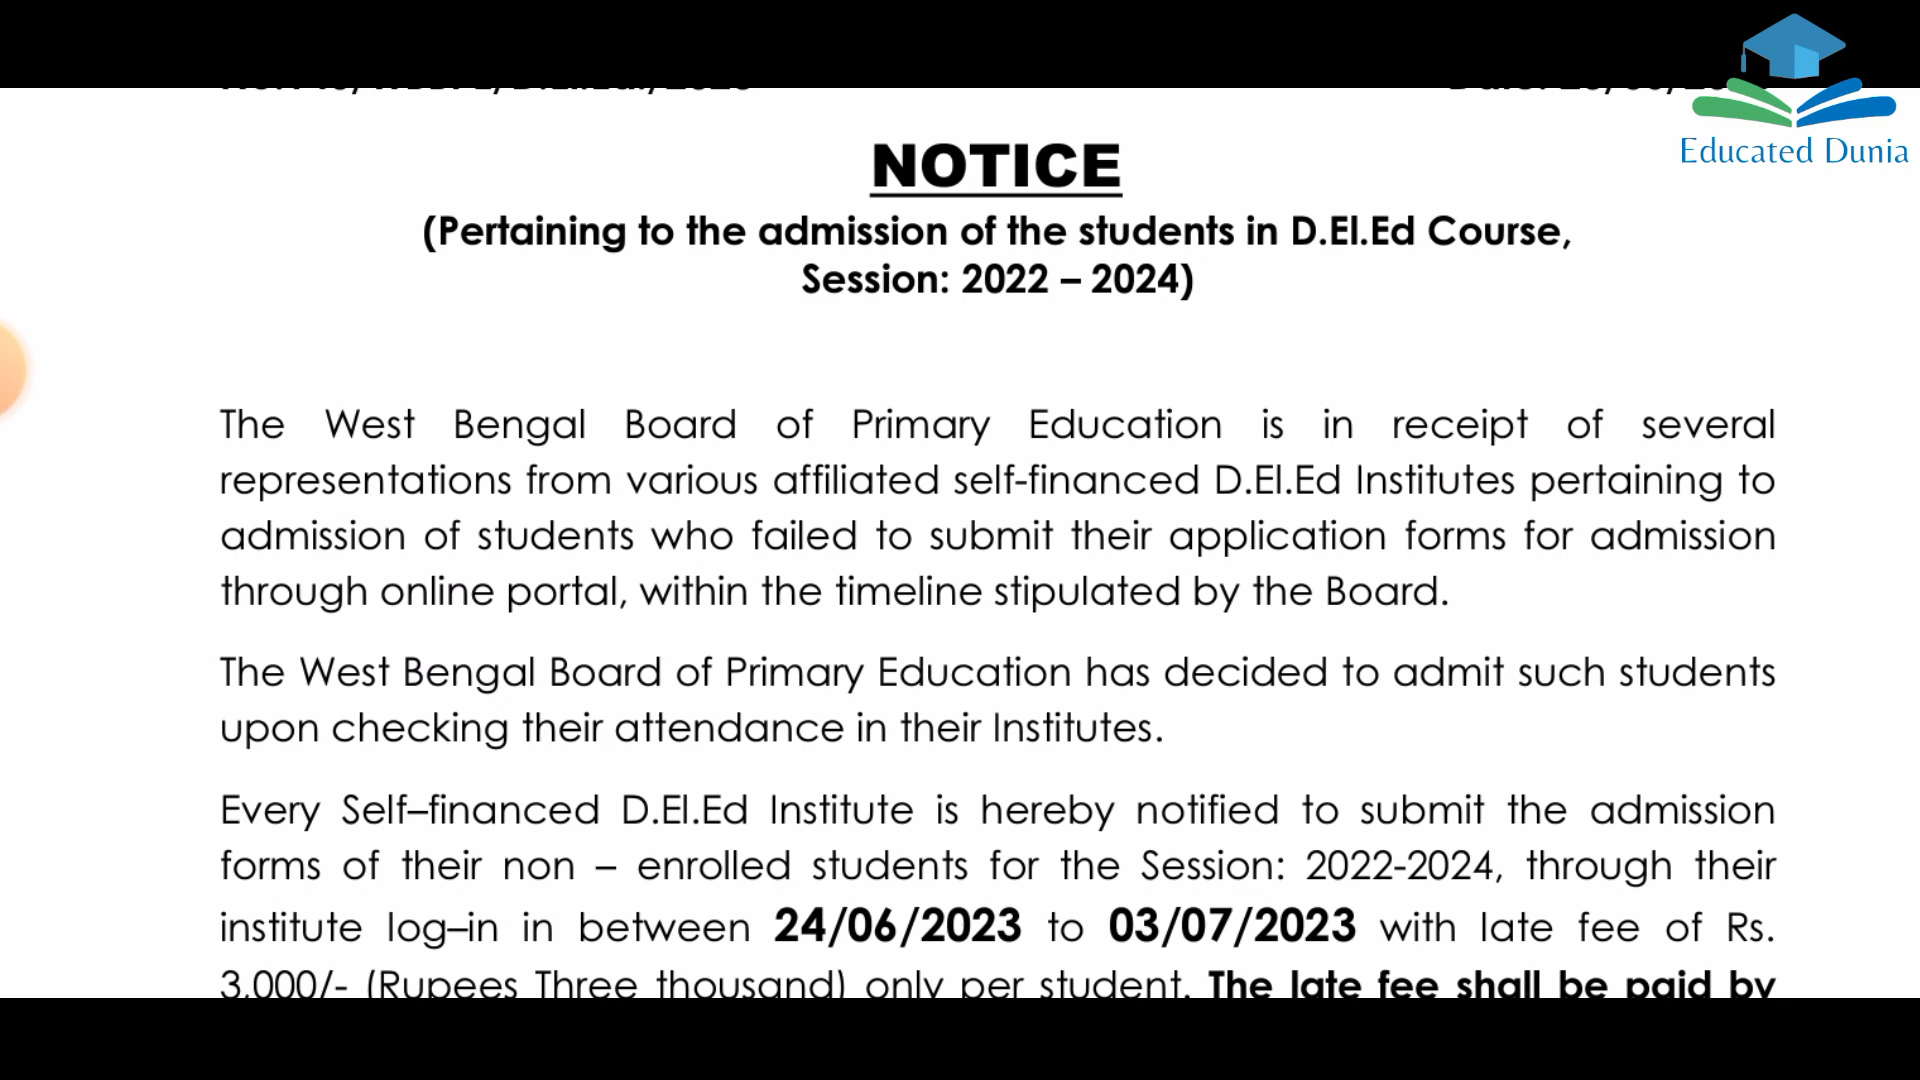 Educated Dunia
NOTICE
(Pertaining to the admission of the students in D.El.Ed Course,
Session: 2022 – 2024)
The West Bengal Board of Primary Education is in receipt of several
representations from various affiliated self-financed D.El.Ed Institutes pertaining to
admission of students who failed to submit their application forms for admission
through online portal, within the timeline stipulated by the Board.
The West Bengal Board of Primary Education has decided to admit such students
upon checking their attendance in their Institutes.
Every Self–financed D.El.Ed Institute is hereby notified to submit the admission
forms of their non – enrolled students for the Session: 2022-2024, through their
institute log–in in between 24/06/2023 to 03/07/2023 with late fee of Rs.
3,000/- (Rupees Three thousand) only per student. The late fee shall be paid by